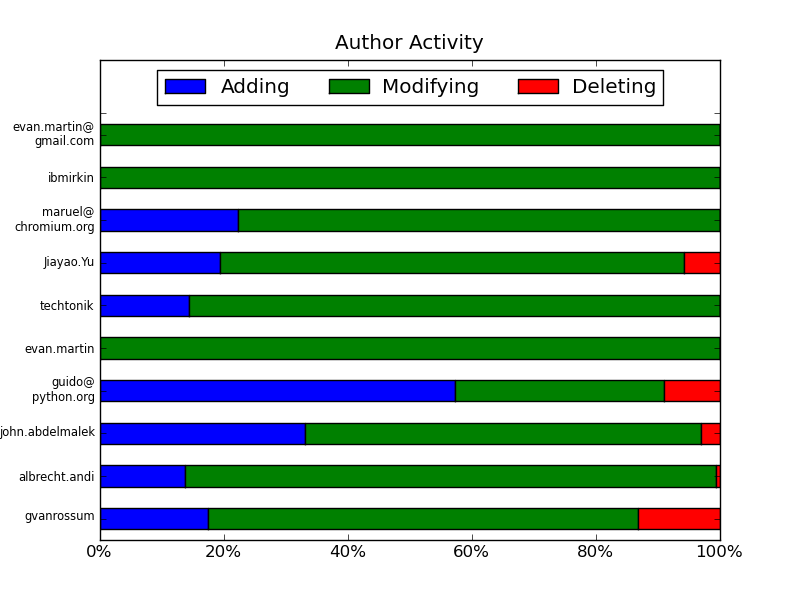 Author Activity
Adding Modifying Deleting
evan.martin@
gmail.com
ibmirkin
maruel@
chromium.org
Jiayao.Yu
techtonik
evan.martin
guido@
python.org
john.abdelmalek
albrecht.andi
gvanrossum
0% 20% 40% 60% 80% 100%